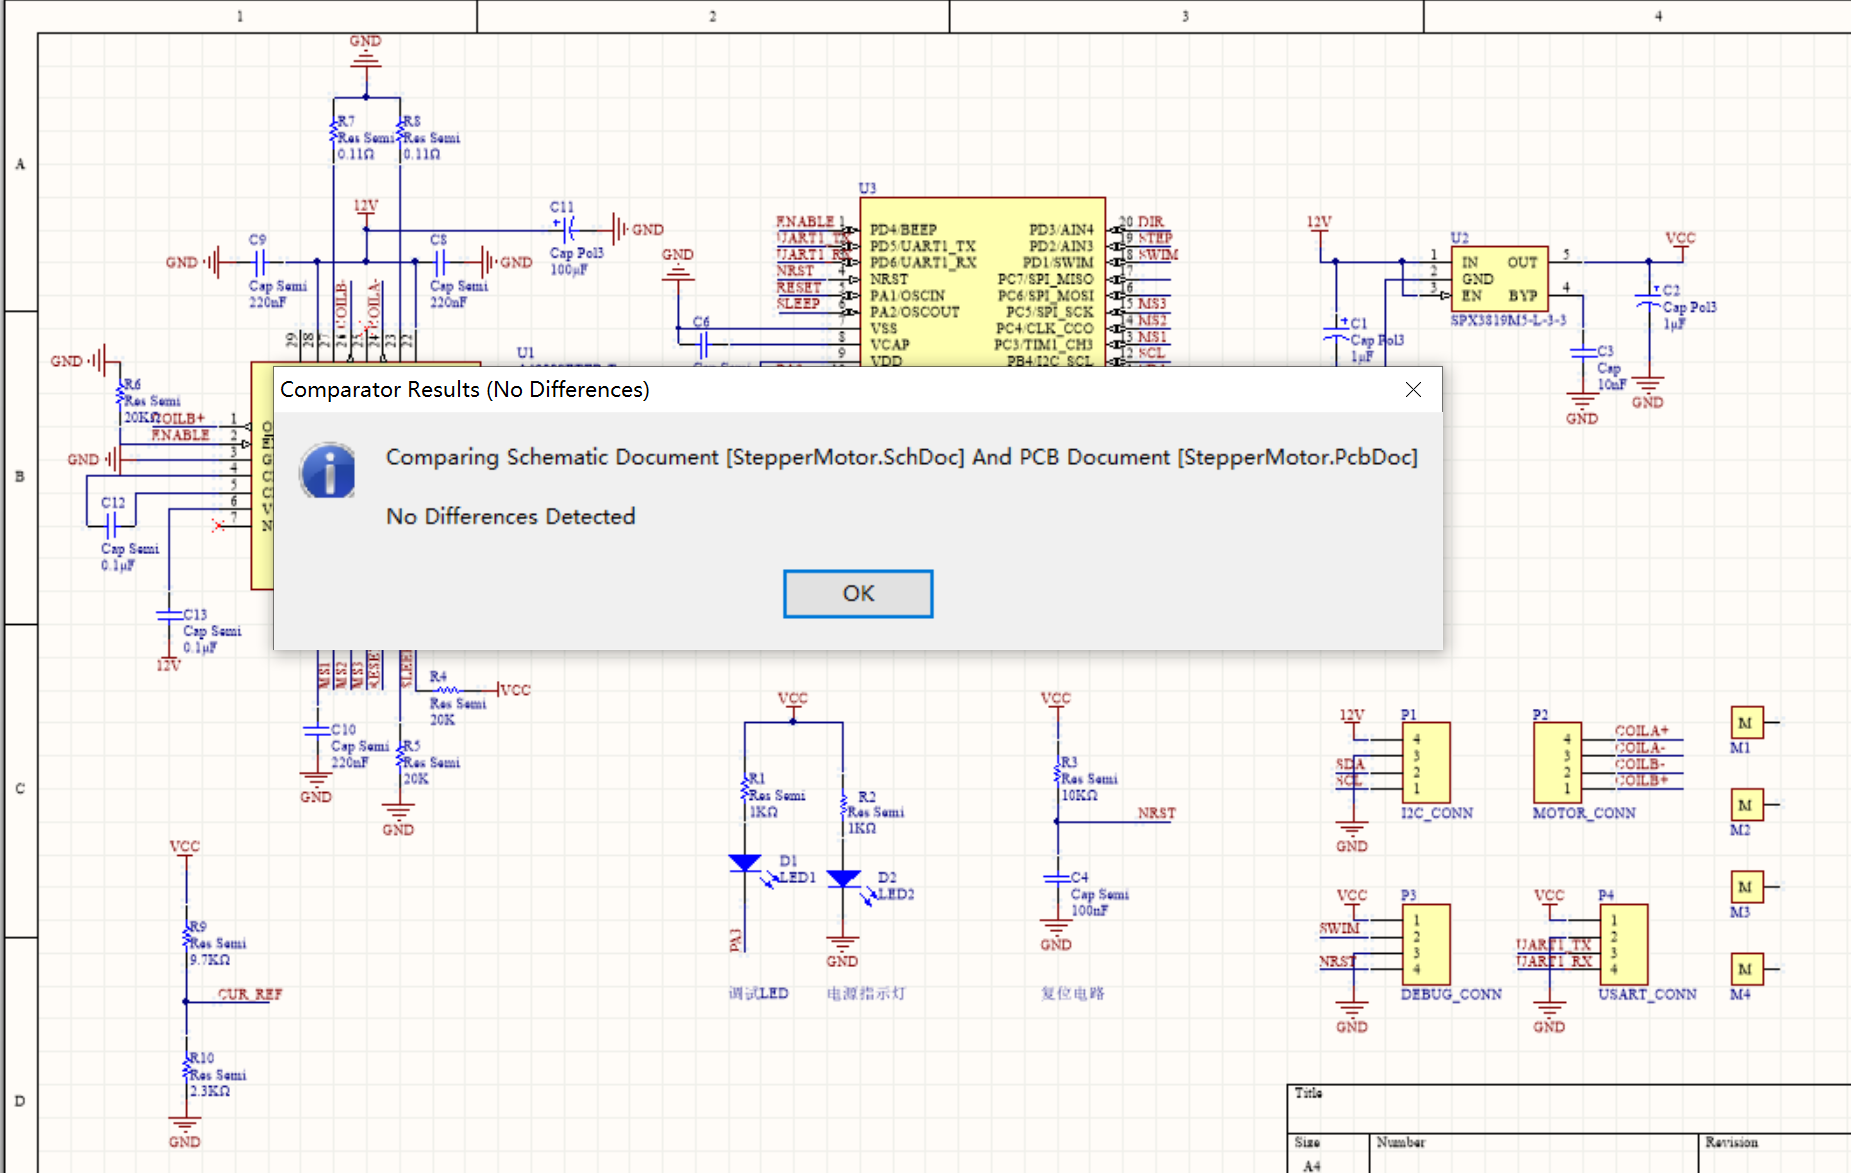 1
2
3
4
A
B
C
D
GND
R7
Res Semi
0.11Ω
R8
Res Semi
0.11Ω
12V
C11
Cap Pol3
100μF
GND
GND
C9
Cap Semi
220nF
C8
Cap Semi
220nF
GND
COILB-
COILA-
29
28
27
26
24
23
22
GND
R6
Res Semi
20KΩ
COILB+
ENABLE
GND
1
2
3
4
5
6
7
C12
Cap Semi
0.1μF
C13
Cap Semi
0.1μF
12V
U1
GND
C6
U3
ENABLE
UART1_TX
UART1_RX
NRST
RESET
SLEEP
1
4
8
9
PD4/BEEP
PD5/UART1_TX
PD6/UART1_RX
NRST
PA1/OSCIN
PA2/OSCOUT
VSS
VCAP
VDD
PD3/AIN4
PD2/AIN3
PD1/SWIM
PC7/SPI_MISO
PC6/SPI_MOSI
PC5/SPI_SCK
PC4/CLK_CCO
PC3/TIM1_CH3
PB4/I2C_SCL
20 DIR
19 STEP
18 SWIM
17
16
15 MS3
14 MS2
13 MS1
12 SCL
12V
C1
Cap Pol3
1μF
U2
1 IN OUT 5
2 GND
3 EN BYP 4
SPX3819M5-L-3-3
VCC
C2
Cap Pol3
1μF
GND
C3
Cap
10nF
GND
Comparator Results (No Differences)
Comparing Schematic Document [StepperMotor.SchDoc] And PCB Document [StepperMotor.PcbDoc]
No Differences Detected
OK
MS1
MS2
MS3
R4
Res Semi
20K
VCC
C10
Cap Semi
220nF
GND
R5
Res Semi
20K
GND
VCC
R9
Res Semi
9.7KΩ
CUR_REF
R10
Res Semi
2.3KΩ
GND
VCC
R1
Res Semi
1KΩ
R2
Res Semi
1KΩ
D1
LED1
D2
LED2
PA3
GND
调试LED
电源指示灯
VCC
R3
Res Semi
10KΩ
NRST
C4
Cap Semi
100nF
GND
复位电路
12V
P1
4
3
2
1
SDA
SCL
I2C_CONN
GND
P2
4
3
2
1
COILA+
COILA-
COILB-
COILB+
MOTOR_CONN
VCC
P3
1
2
3
4
SWIM
NRST
DEBUG_CONN
GND
VCC
P4
1
2
3
4
UART1_TX
UART1_RX
USART_CONN
GND
M
M1
M
M2
M
M3
M
M4
Title
Size
A4
Number
Revision